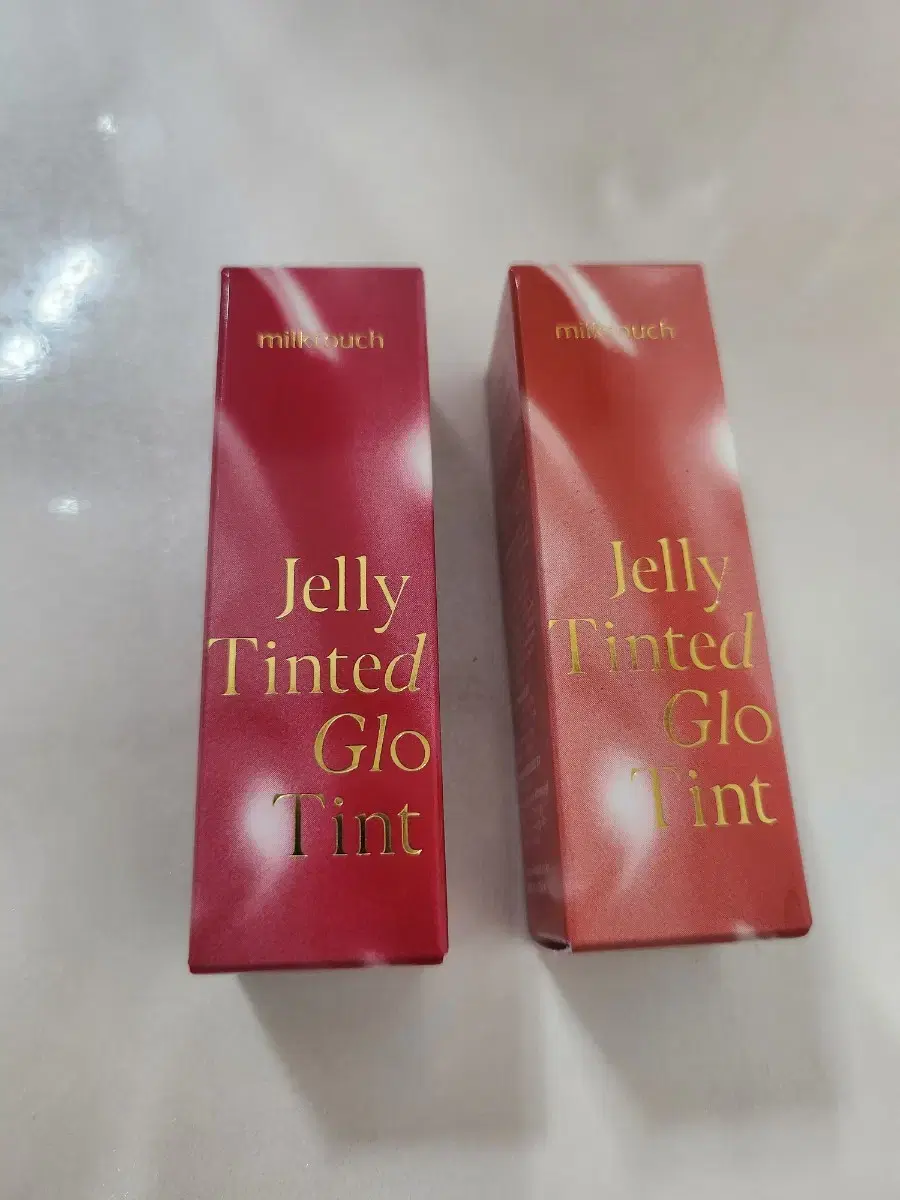 milktouch
Jelly
Tinted
Glo
Tint
milktouch
Jelly
Tinted
Glo
Tint